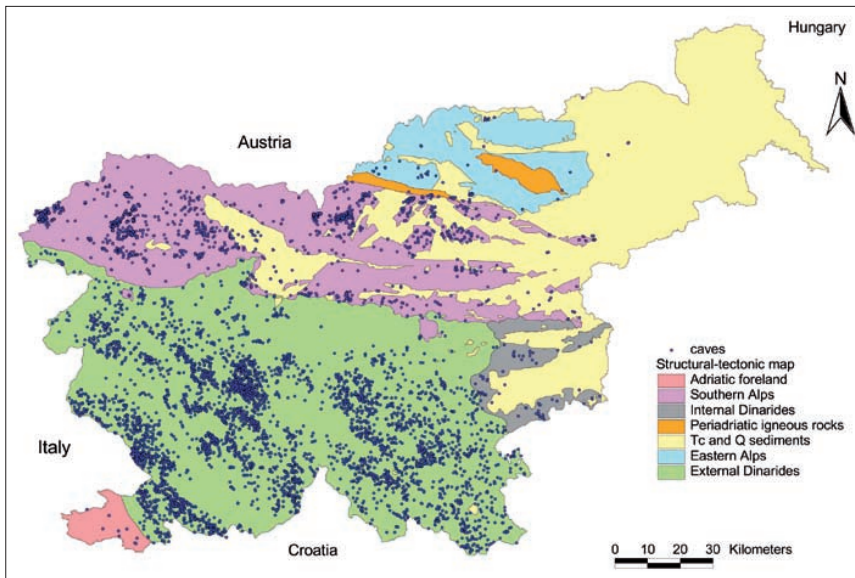 Hungary
N
Austria
caves
Structural-tectonic map
Adriatic foreland
Southern Alps
Internal Dinarides
Periadriatic igneous rocks
Tc and Q sediments
Eastern Alps
External Dinarides
Italy
Croatia
0 10 20 30 Kilometers